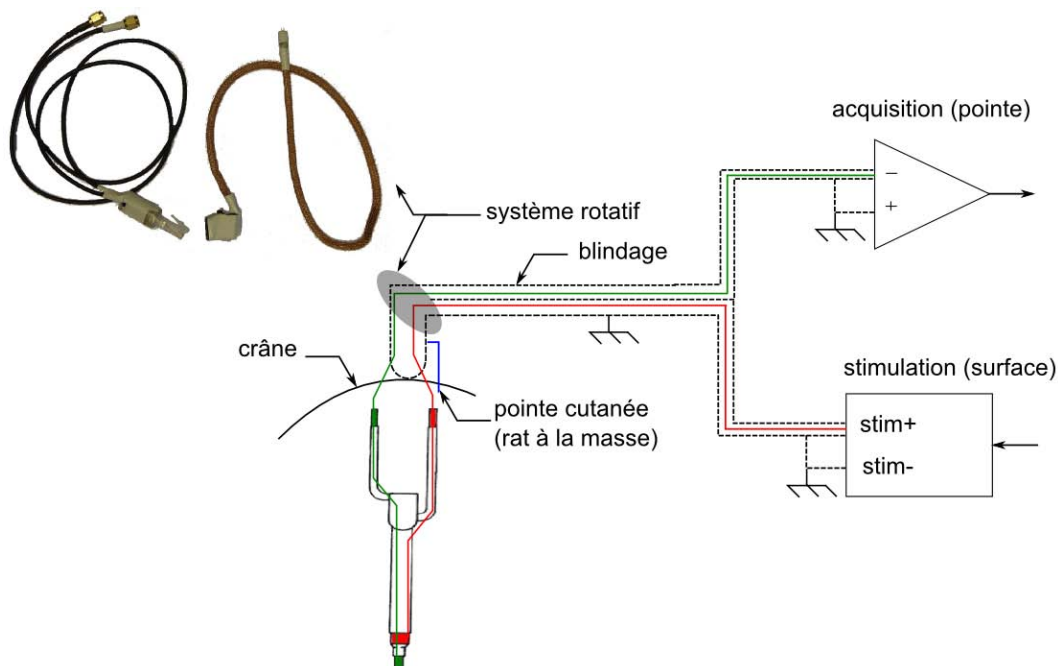 acquisition (pointe)
−
+
système rotatif
blindage
crâne
pointe cutanée
(rat à la masse)
stimulation (surface)
stim+
stim-